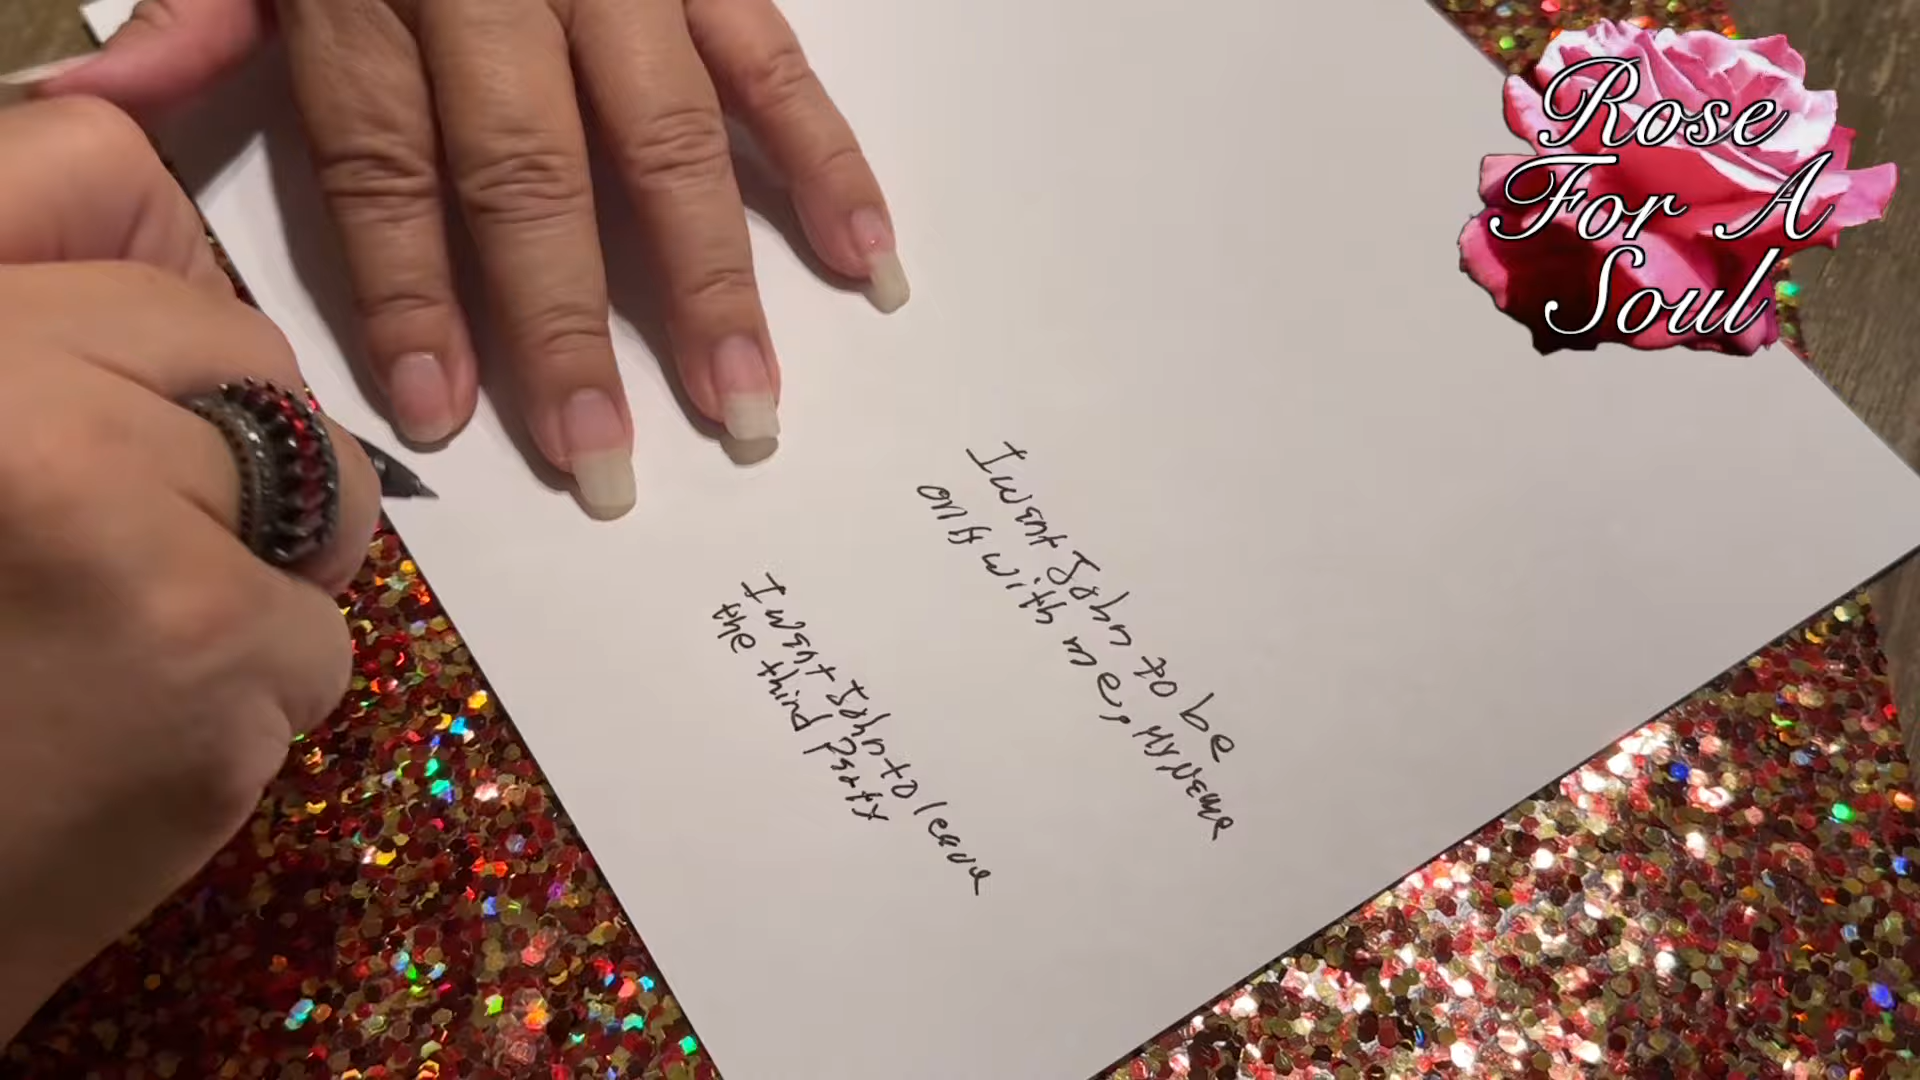 I want John to be
only with me, My Name
I want John to leave
the third party
Rose
For A
Soul